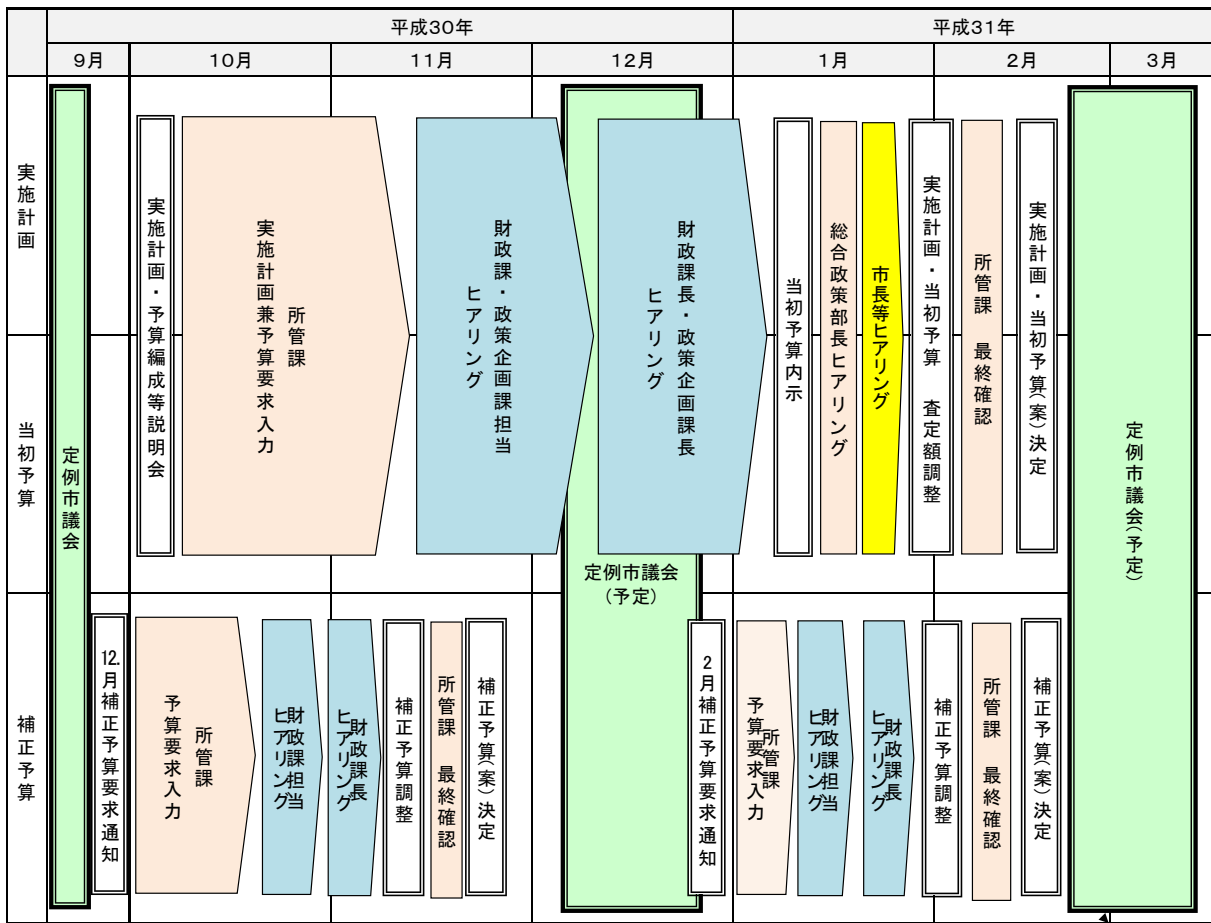 平成30年
平成31年
9月
10月
11月
12月
1月
2月
3月
実施計画
当初予算
補正予算
定例市議会
実施計画・予算編成等説明会
所管課
実施計画兼予算要求入力
財政課・政策企画課担当
ヒアリング
定例市議会
(予定)
財政課長・政策企画課長
ヒアリング
当初予算内示
総合政策部長ヒアリング
市長等ヒアリング
実施計画・当初予算 査定額調整
所管課 最終確認
実施計画・当初予算(案)決定
定例市議会(予定)
12月補正予算要求通知
所管課
予算要求入力
財政課担当
ヒアリング
財政課長
ヒアリング
補正予算調整
所管課 最終確認
補正予算(案)決定
2月補正予算要求通知
所管課
予算要求入力
財政課担当
ヒアリング
財政課長
ヒアリング
補正予算調整
所管課 最終確認
補正予算(案)決定